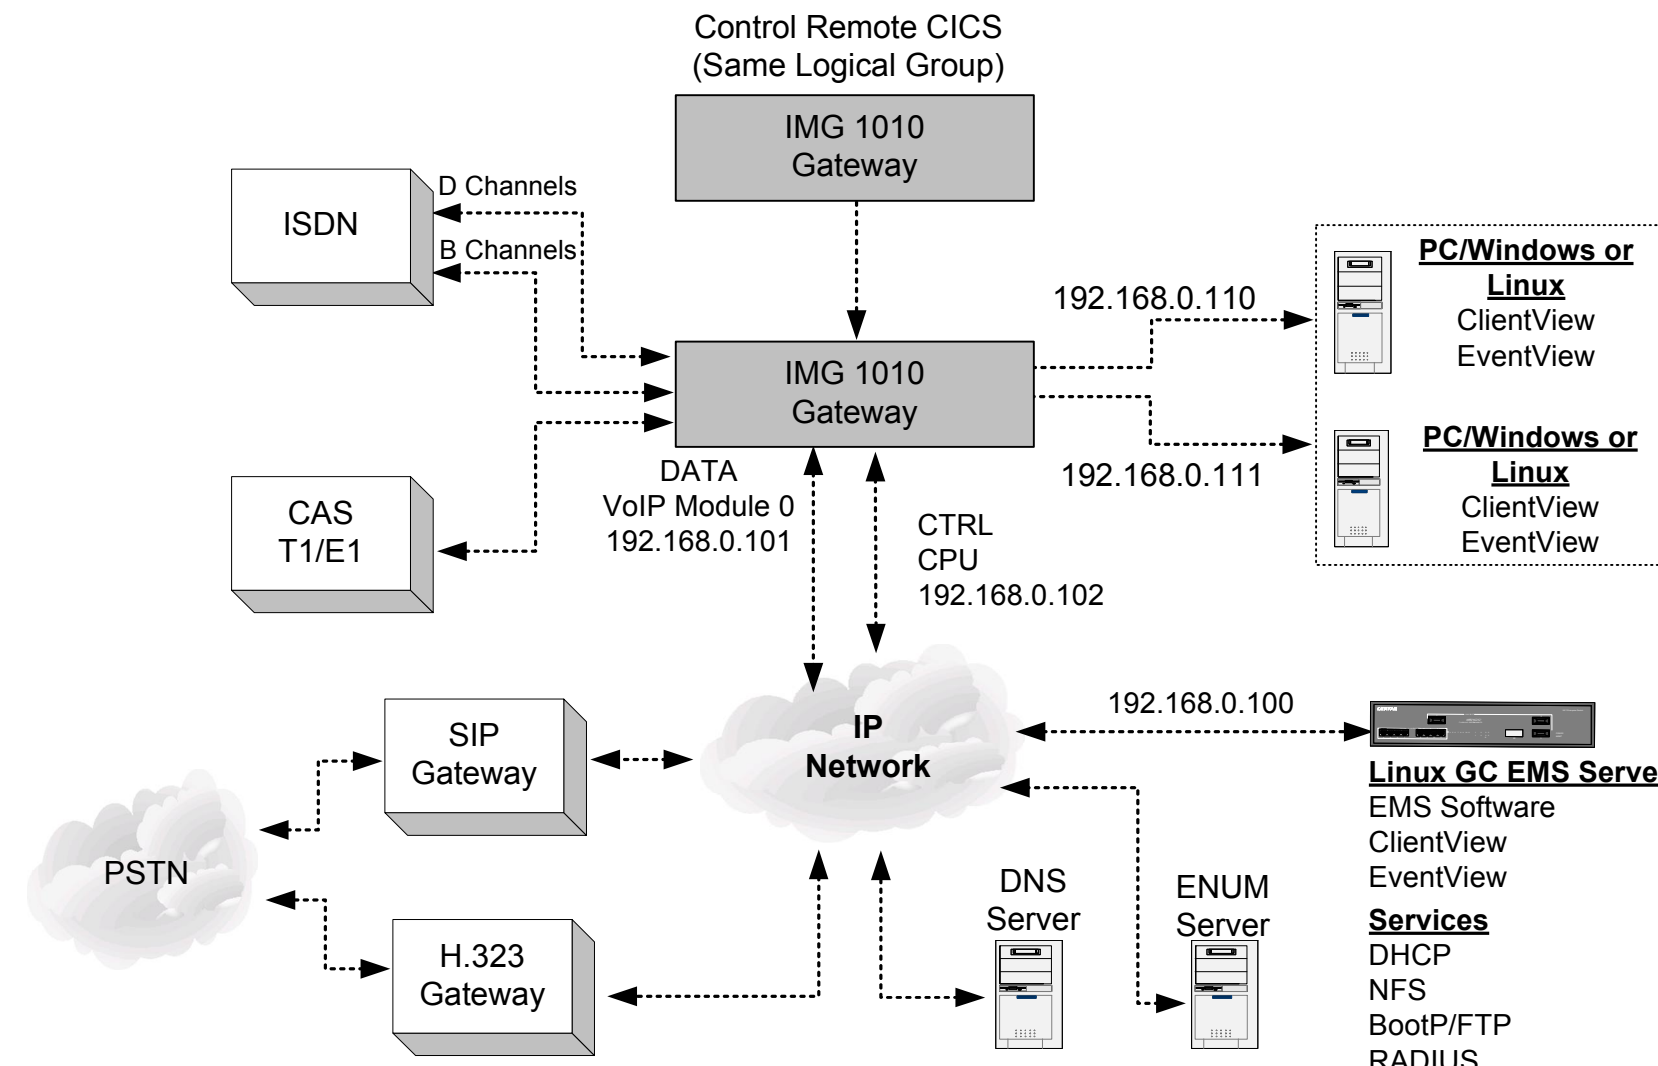 Control Remote CICS
(Same Logical Group)
IMG 1010
Gateway
ISDN
D Channels
B Channels
IMG 1010
Gateway
192.168.0.110
192.168.0.111
PC/Windows or
Linux
ClientView
EventView
PC/Windows or
Linux
ClientView
EventView
CAS
T1/E1
DATA
VoIP Module 0
192.168.0.101
CTRL
CPU
192.168.0.102
IP
Network
192.168.0.100
SIP
Gateway
PSTN
H.323
Gateway
DNS
Server
ENUM
Server
Linux GC EMS Serve
EMS Software
ClientView
EventView
Services
DHCP
NFS
BootP/FTP
RADIUS